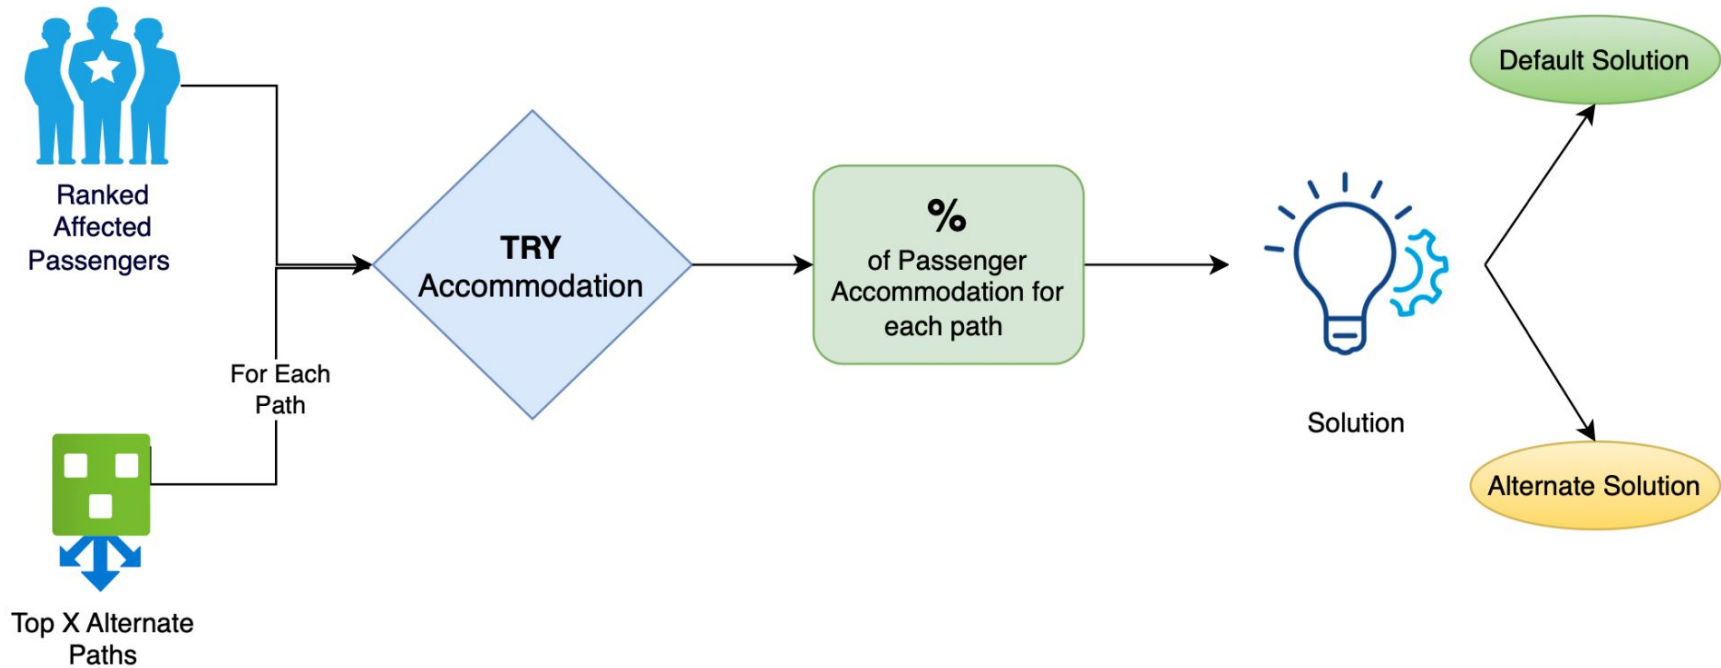 Ranked
Affected
Passengers
For Each
Path
Top X Alternate
Paths
TRY
Accommodation
%
of Passenger
Accommodation for
each path
Solution
Default Solution
Alternate Solution